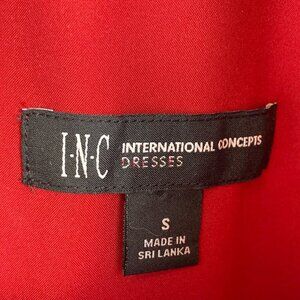 I·N·C INTERNATIONAL CONCEPTS
DRESSES
S
MADE IN
SRI LANKA